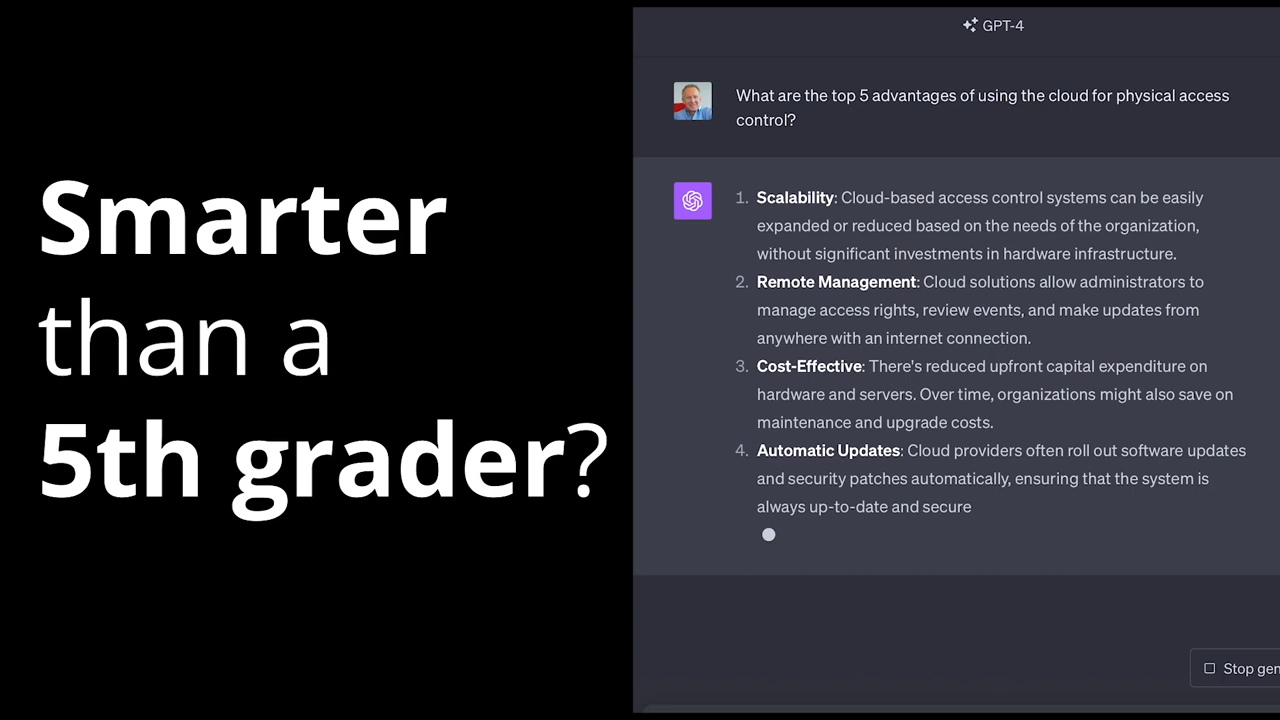 Smarter
than a
5th grader?
GPT-4
What are the top 5 advantages of using the cloud for physical access
control?
1. Scalability: Cloud-based access control systems can be easily
expanded or reduced based on the needs of the organization,
without significant investments in hardware infrastructure.
2. Remote Management: Cloud solutions allow administrators to
manage access rights, review events, and make updates from
anywhere with an internet connection.
3. Cost-Effective: There's reduced upfront capital expenditure on
hardware and servers. Over time, organizations might also save on
maintenance and upgrade costs.
4. Automatic Updates: Cloud providers often roll out software updates
and security patches automatically, ensuring that the system is
always up-to-date and secure
Stop gen